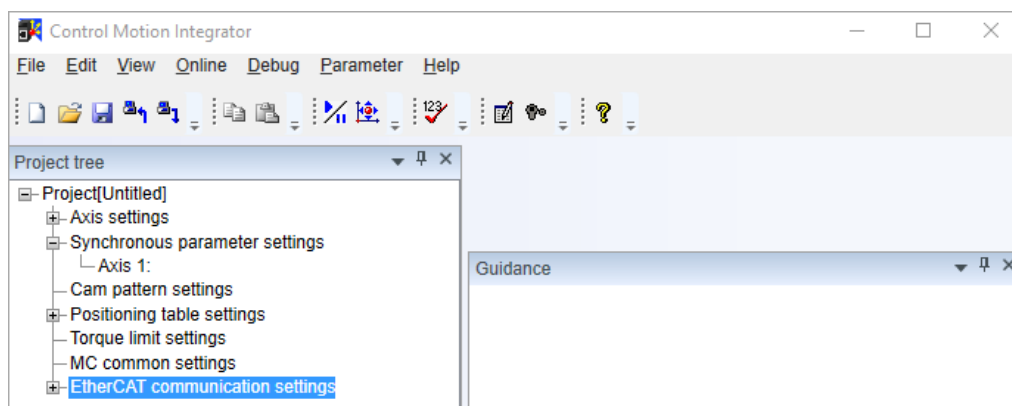 Control Motion Integrator
File Edit View Online Debug Parameter Help
123
?
Project tree
Project[Untitled]
Axis settings
Synchronous parameter settings
Axis 1:
Guidance
Cam pattern settings
Positioning table settings
Torque limit settings
MC common settings
EtherCAT communication settings